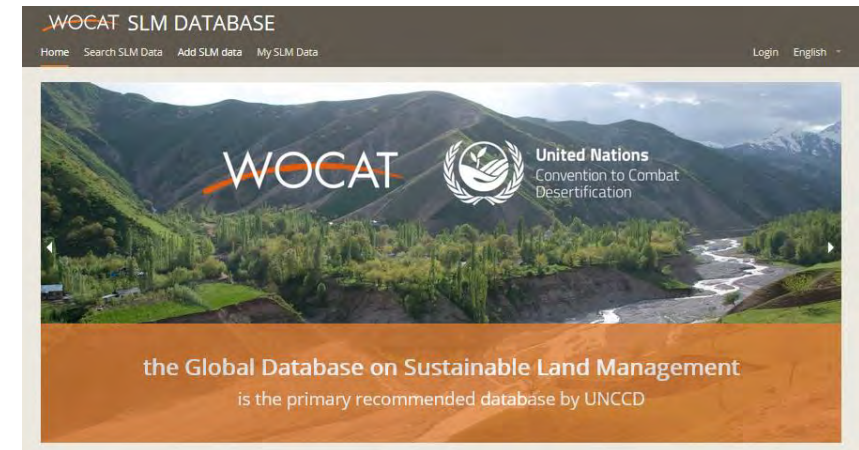 WOCAT SLM DATABASE
Home Search SLM Data Add SLM data My SLM Data Login English
WOCAT
United Nations
Convention to Combat
Desertification
the Global Database on Sustainable Land Management
is the primary recommended database by UNCCD